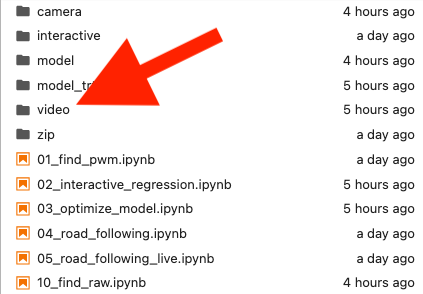 camera 4 hours ago
interactive a day ago
model 4 hours ago
5 hours ago
video 5 hours ago
zip a day ago
01_find_pwm.ipynb a day ago
02_interactive_regression.ipynb 5 hours ago
03_optimize_model.ipynb 5 hours ago
04_road_following.ipynb a day ago
05_road_following_live.ipynb a day ago
10_find_raw.ipynb 4 hours ago